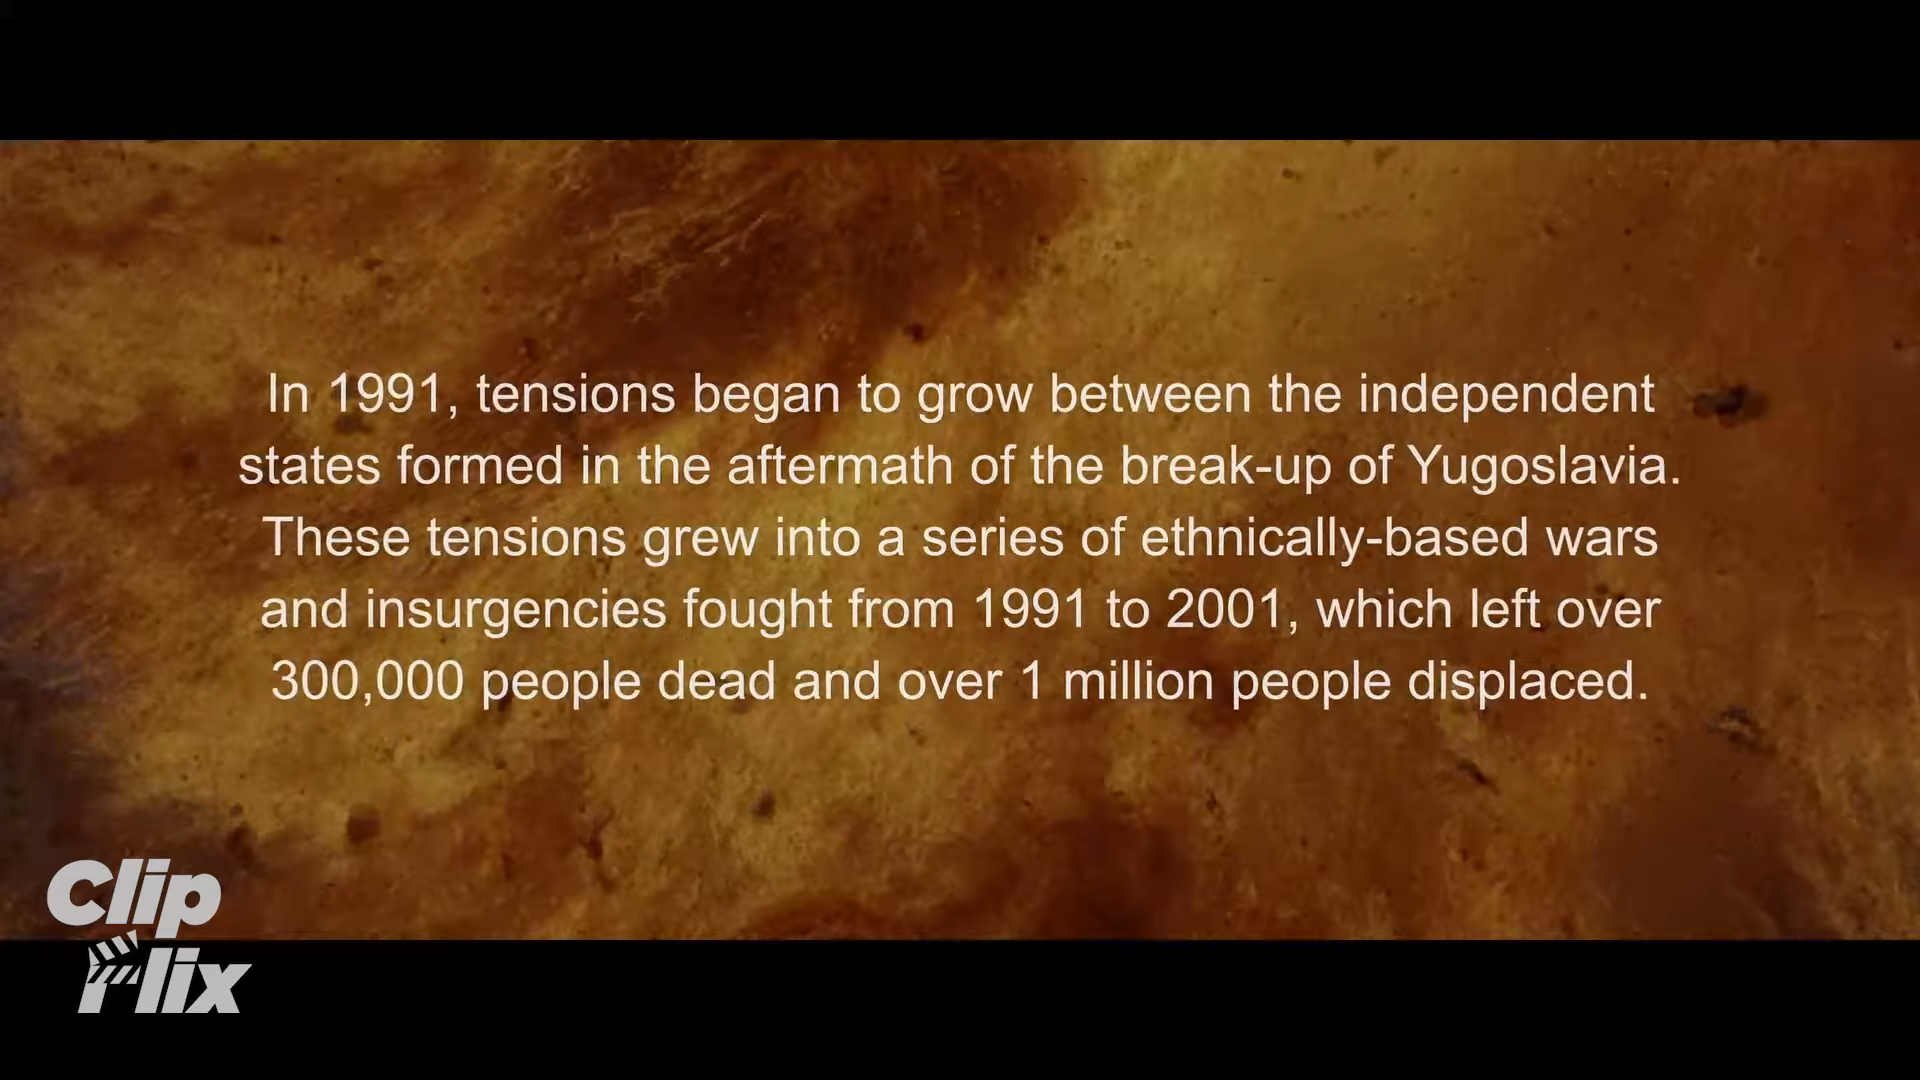 In 1991, tensions began to grow between the independent
states formed in the aftermath of the break-up of Yugoslavia.
These tensions grew into a series of ethnically-based wars
and insurgencies fought from 1991 to 2001, which left over
300,000 people dead and over 1 million people displaced.
Clip
Flix